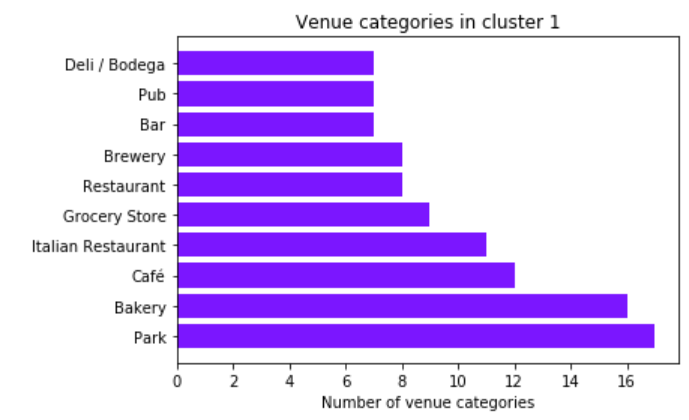 Venue categories in cluster 1
Deli / Bodega
Pub
Bar
Brewery
Restaurant
Grocery Store
Italian Restaurant
Café
Bakery
Park
0 2 4 6 8 10 12 14 16
Number of venue categories